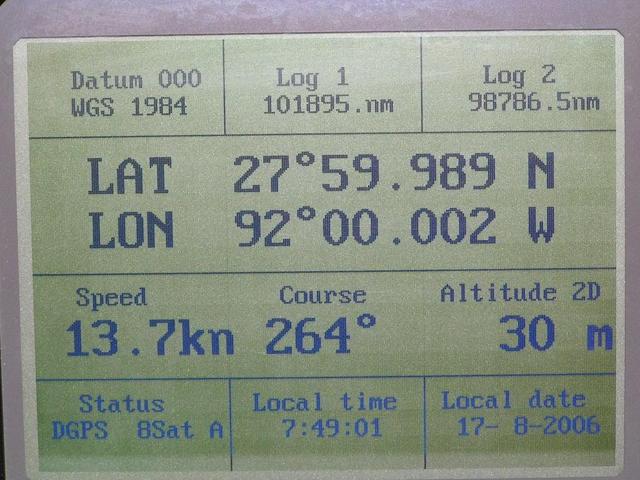 Datum 000 Log 1 Log 2
WGS 1984 101895.nm 98786.5nm
LAT 27°59.989 N
LON 92°00.002 W
Speed Course Altitude 2D
13.7kn 264° 30 m
Status Local time Local date
DGPS 8Sat A 7:49:01 17- 8-2006